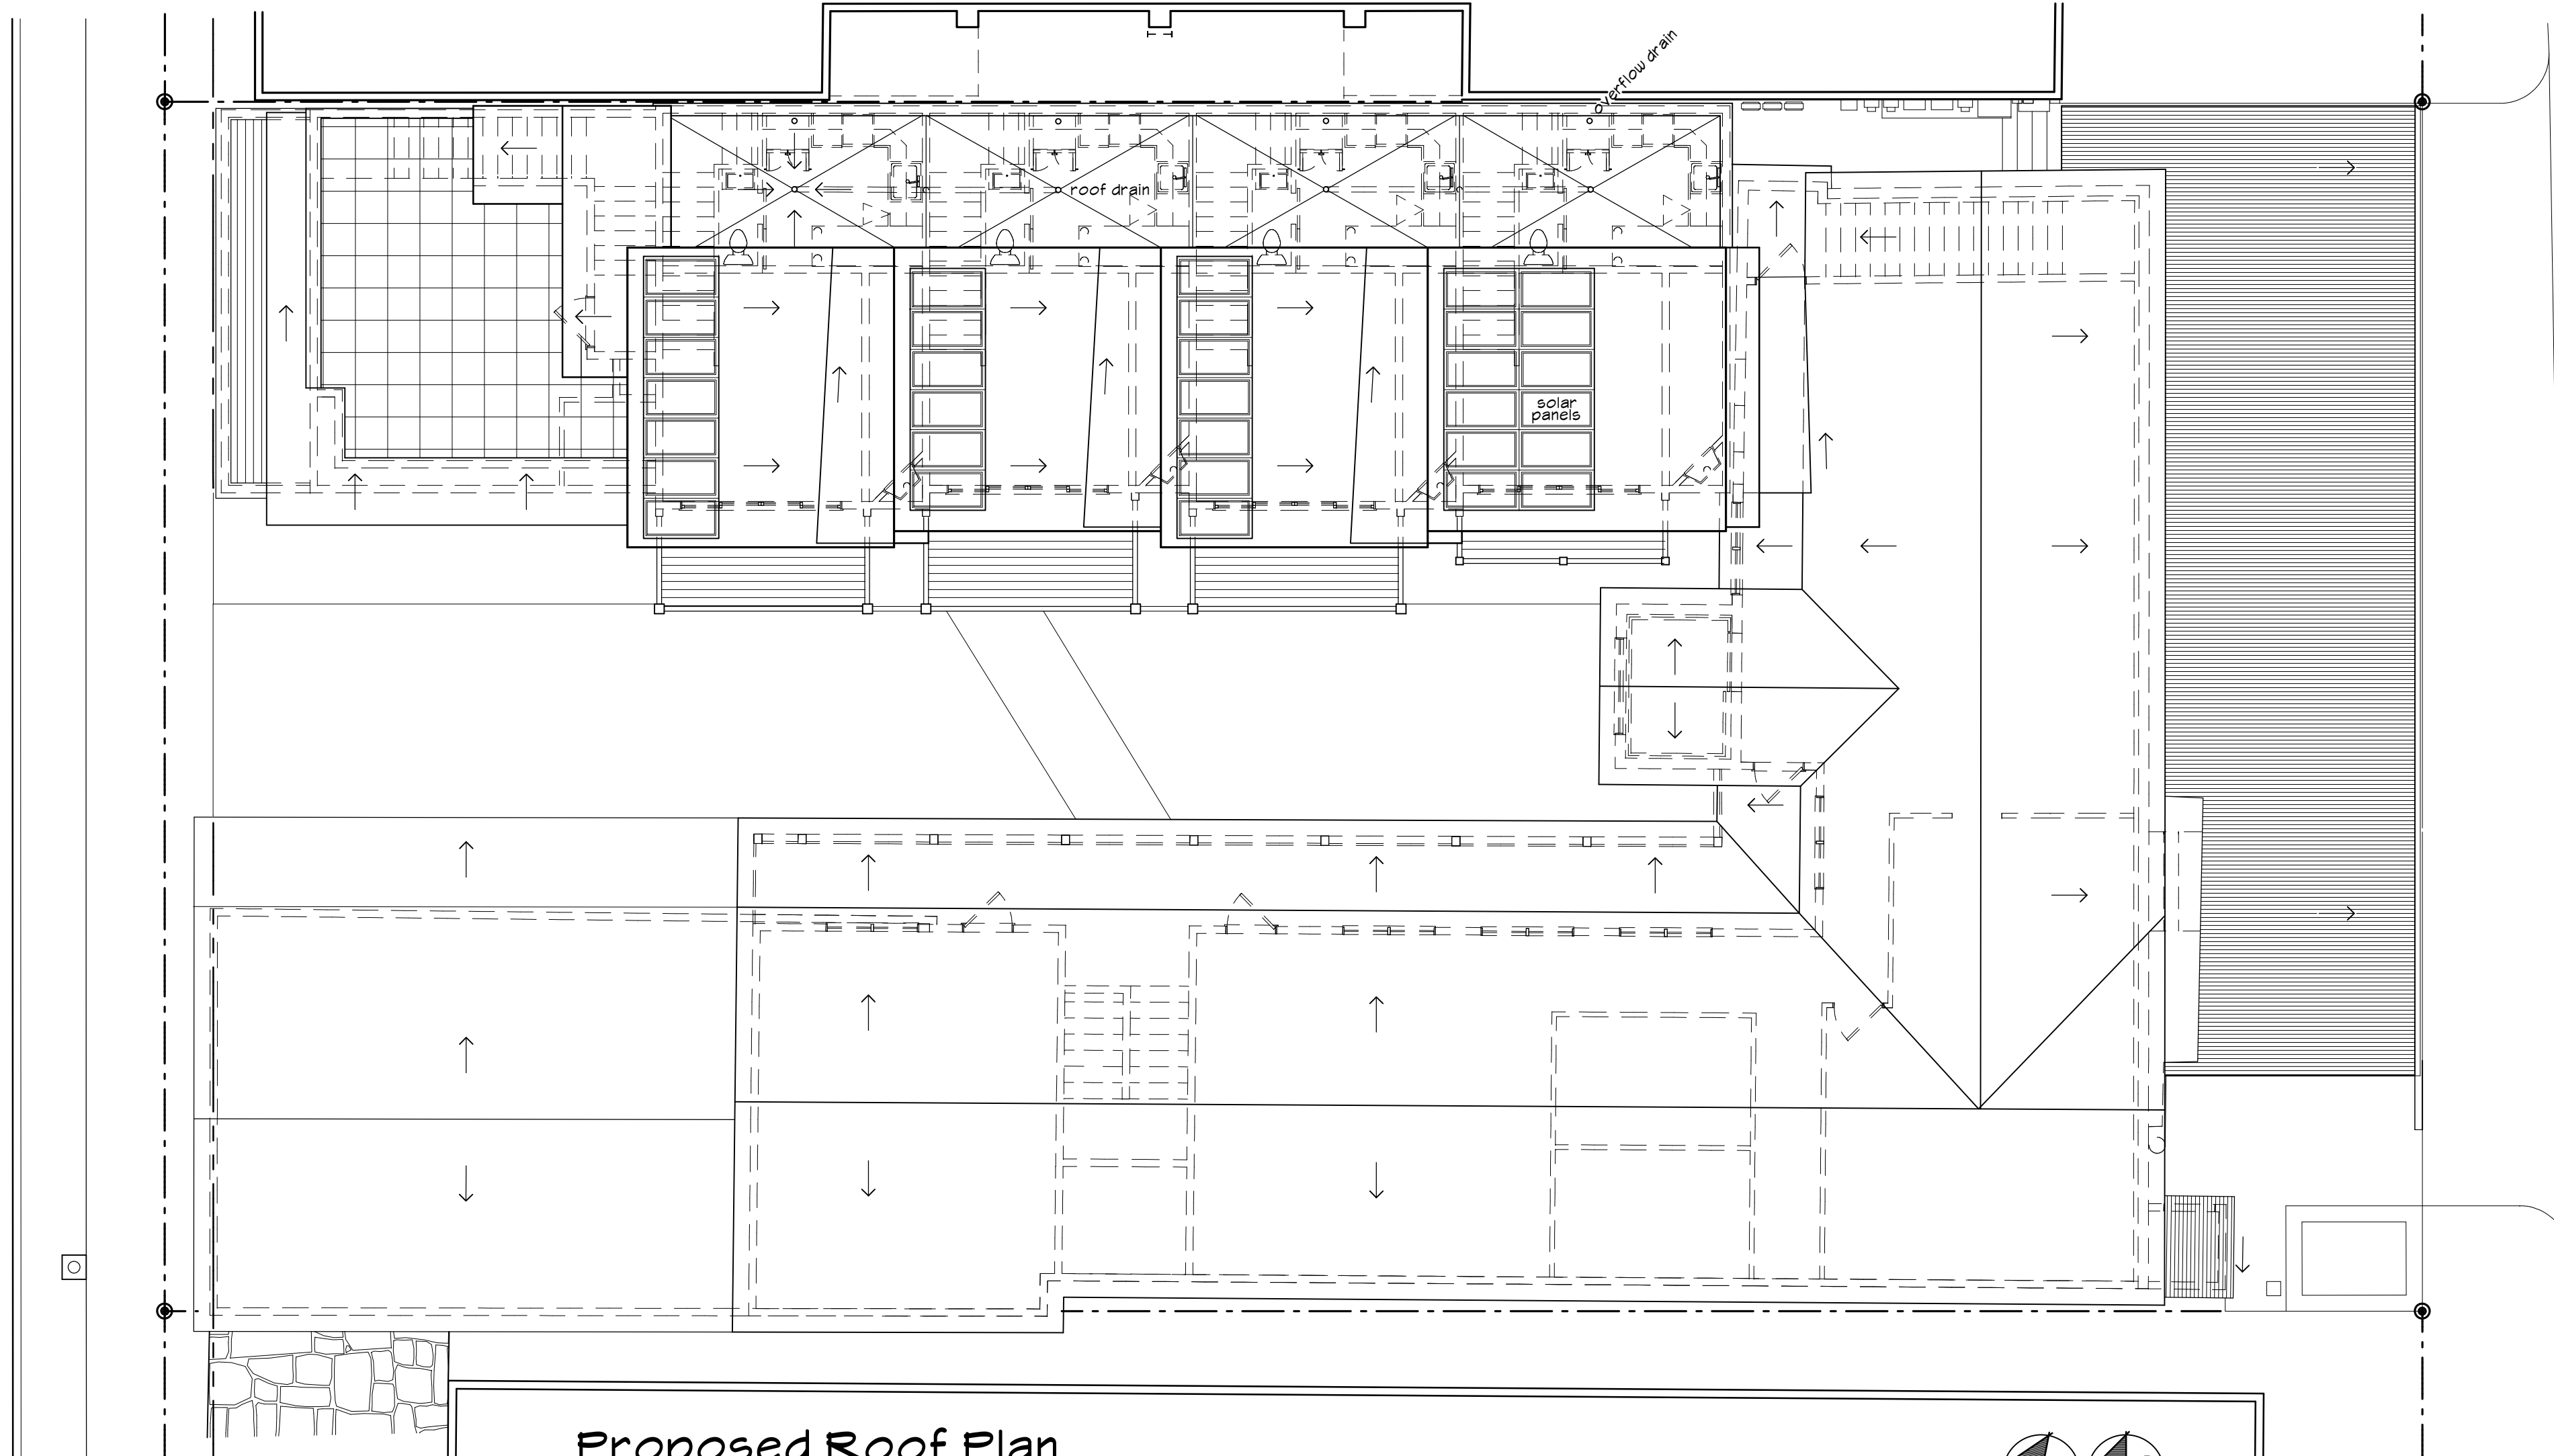 overflow drain
roof drain
solar
panels
Proposed Roof Plan